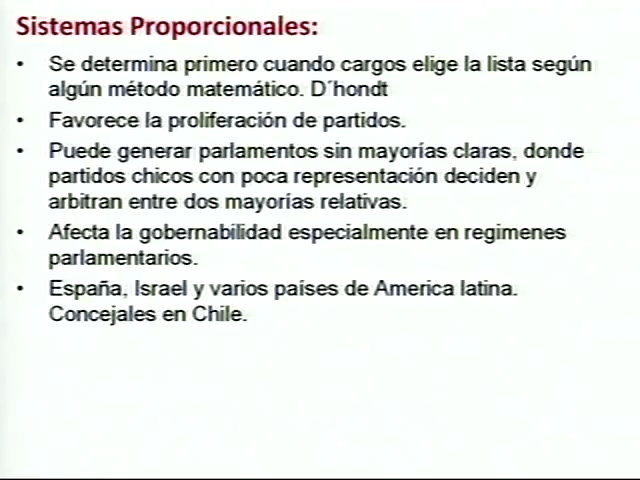 Sistemas Proporcionales:
• Se determina primero cuando cargos elige la lista según
algún método matemático. D´hondt
• Favorece la proliferación de partidos.
• Puede generar parlamentos sin mayorías claras, donde
partidos chicos con poca representación deciden y
arbitran entre dos mayorías relativas.
• Afecta la gobernabilidad especialmente en regimenes
parlamentarios.
• España, Israel y varios países de America latina.
Concejales en Chile.